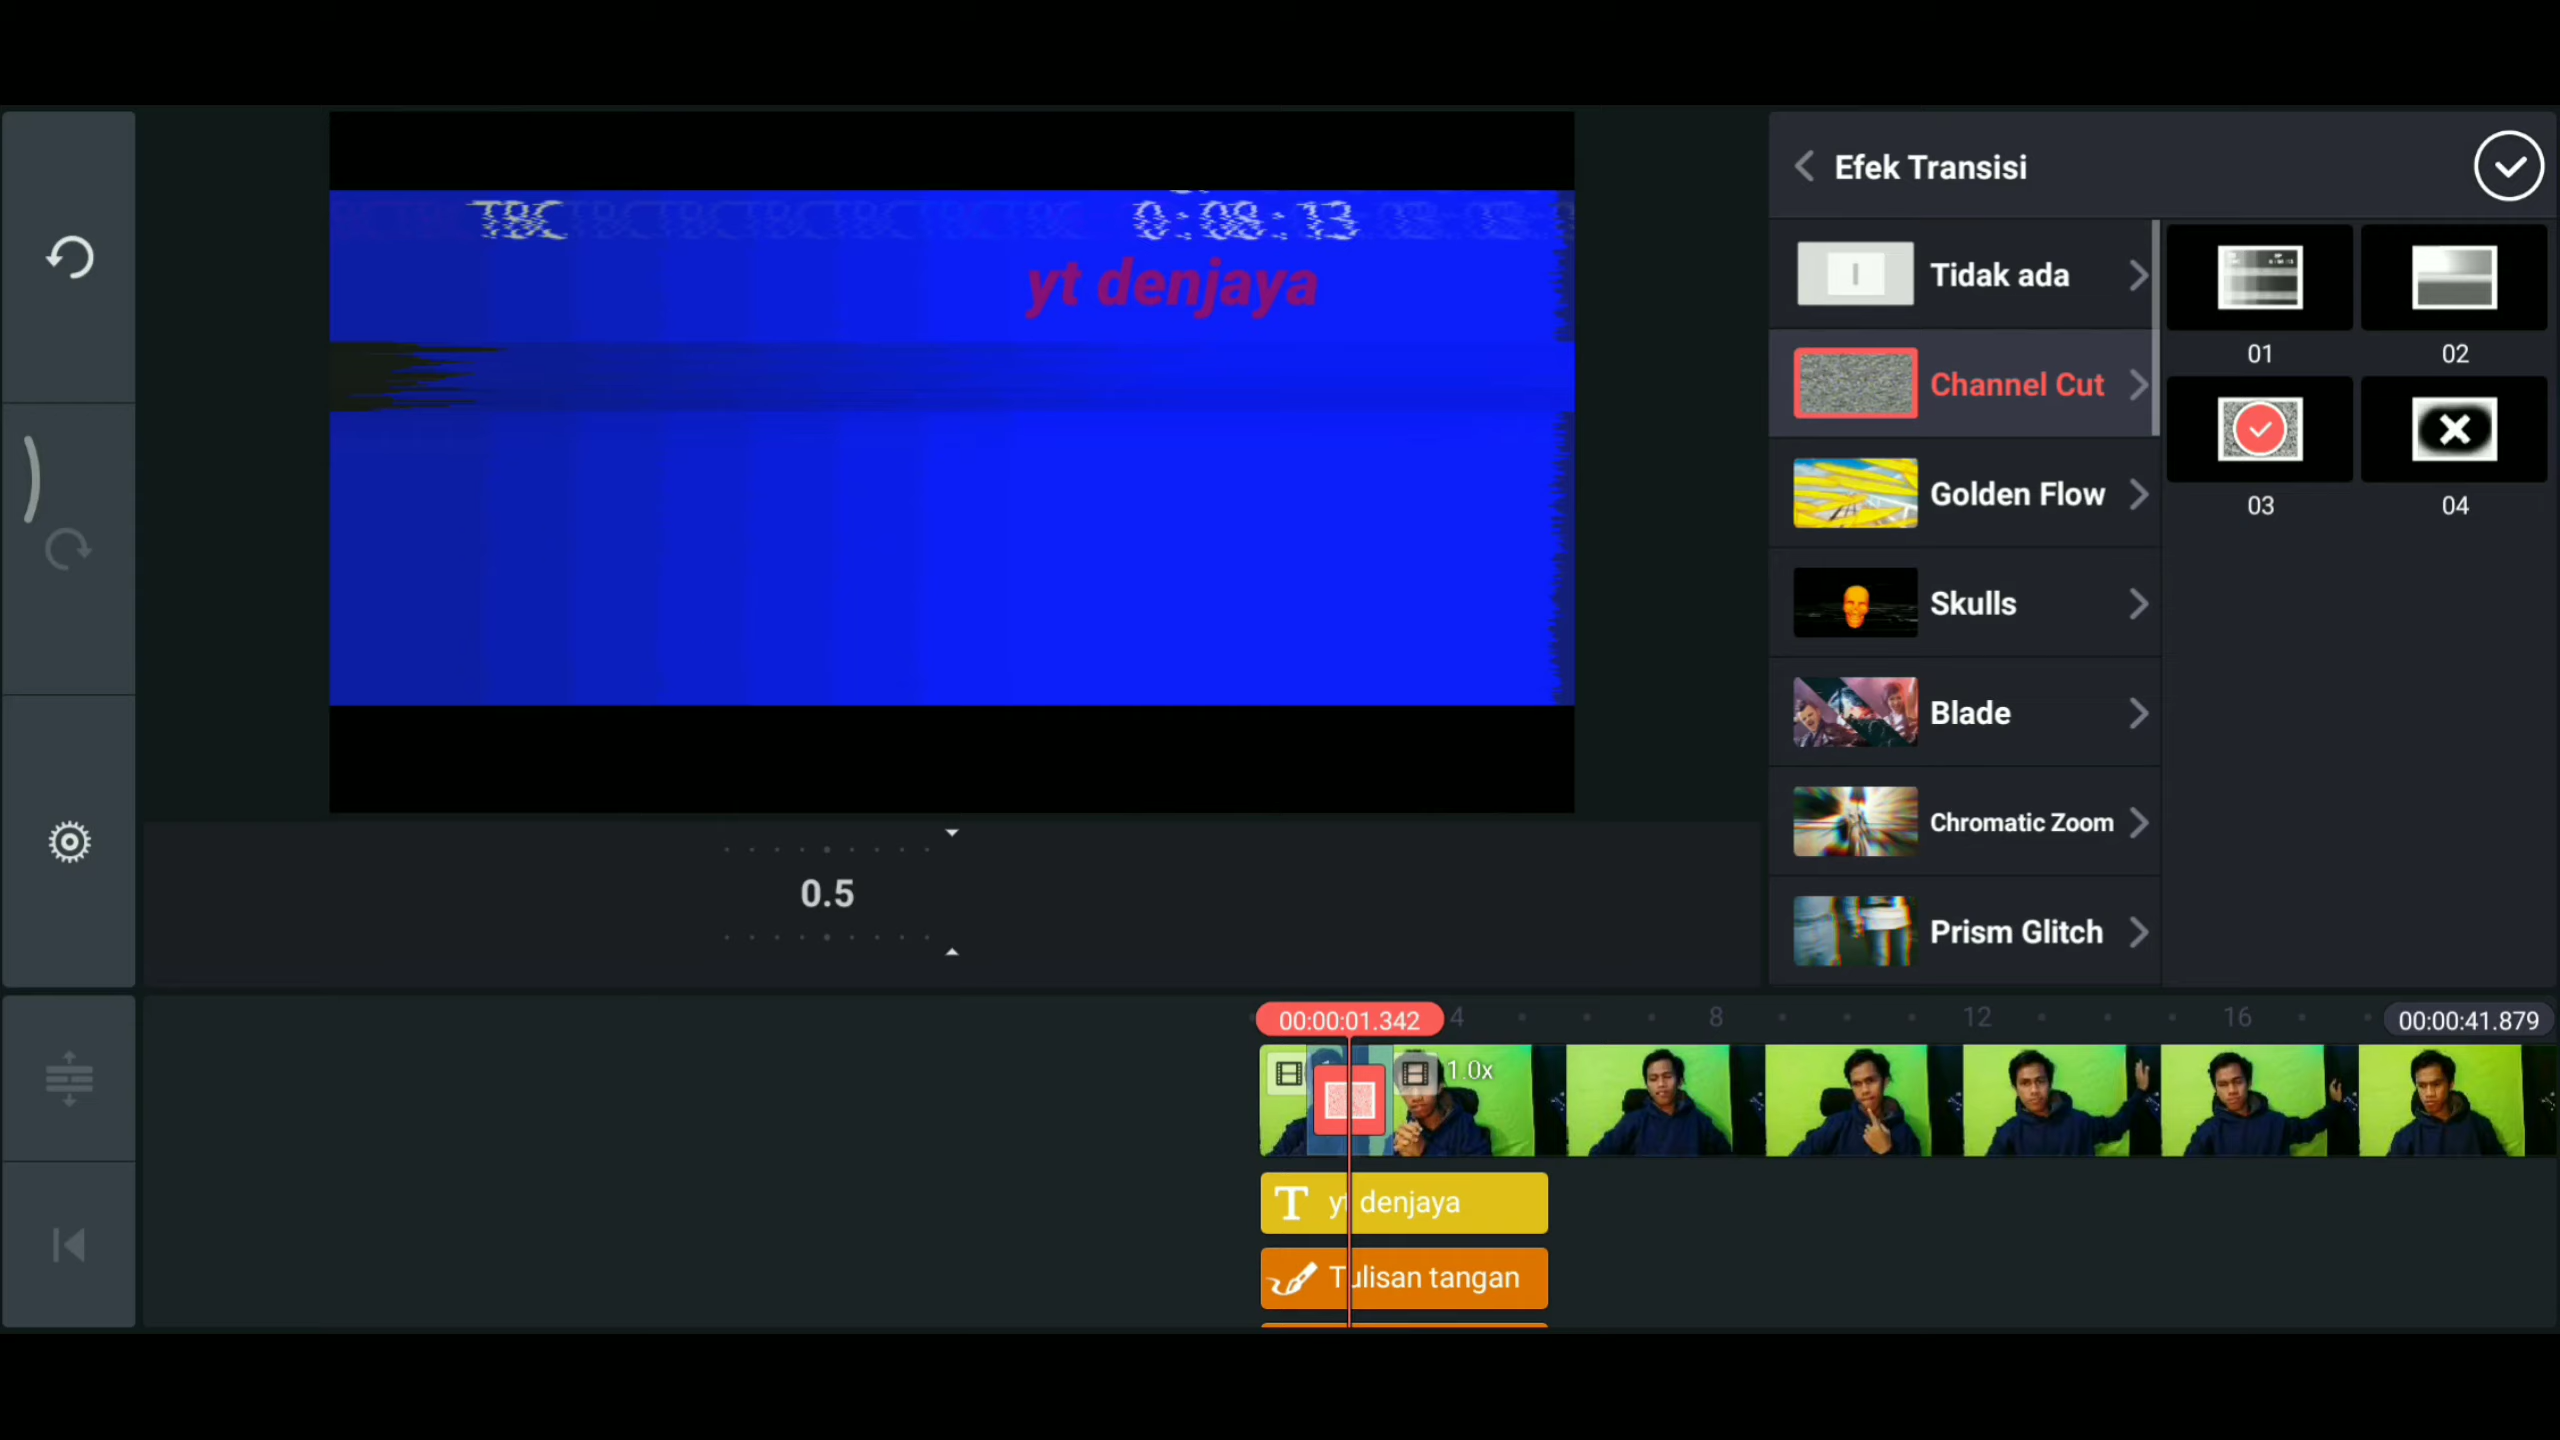 Efek Transisi
TBC
0:08:13
yt denjaya
Tidak ada
Channel Cut
Golden Flow
Skulls
Blade
Chromatic Zoom
Prism Glitch
01
02
03
04
0.5
00:00:01.342
4
8
12
16
00:00:41.879
1.0x
yt denjaya
Tulisan tangan